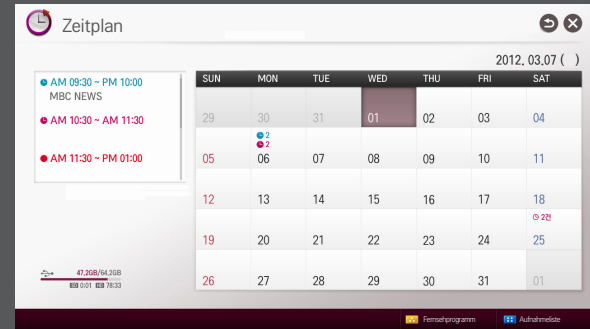 Zeitplan
2012. 03.07 ( )
AM 09:30 ~ PM 10:00
MBC NEWS
AM 10:30 ~ AM 11:30
AM 11:30 ~ PM 01:00
SUN MON TUE WED THU FRI SAT
29 30 31 01 02 03 04
2
2
05 06 07 08 09 10 11
12 13 14 15 16 17 18
2건
19 20 21 22 23 24 25
26 27 28 29 30 31 01
47.2GB/64.2GB
SD 0:01 HD 78:33
Fernsehprogramm Aufnahmeliste